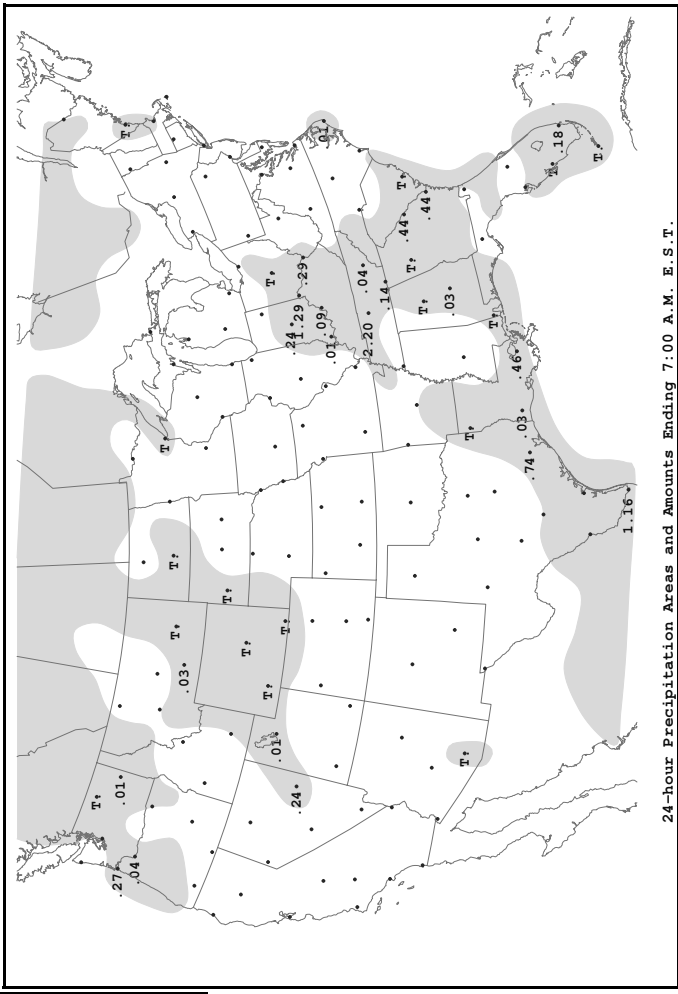 T
.27
.01
T
.04
T
T
T
.03
T
T
T
T
.01
T
.24
.24
1.29
.29
.09
.01
.01
.04
2.20
.14
T
.44
T
T
.44
.03
T
T
T
.46
.03
.74
T
.18
T
1.16
24-hour Precipitation Areas and Amounts Ending 7:00 A.M. E.S.T.